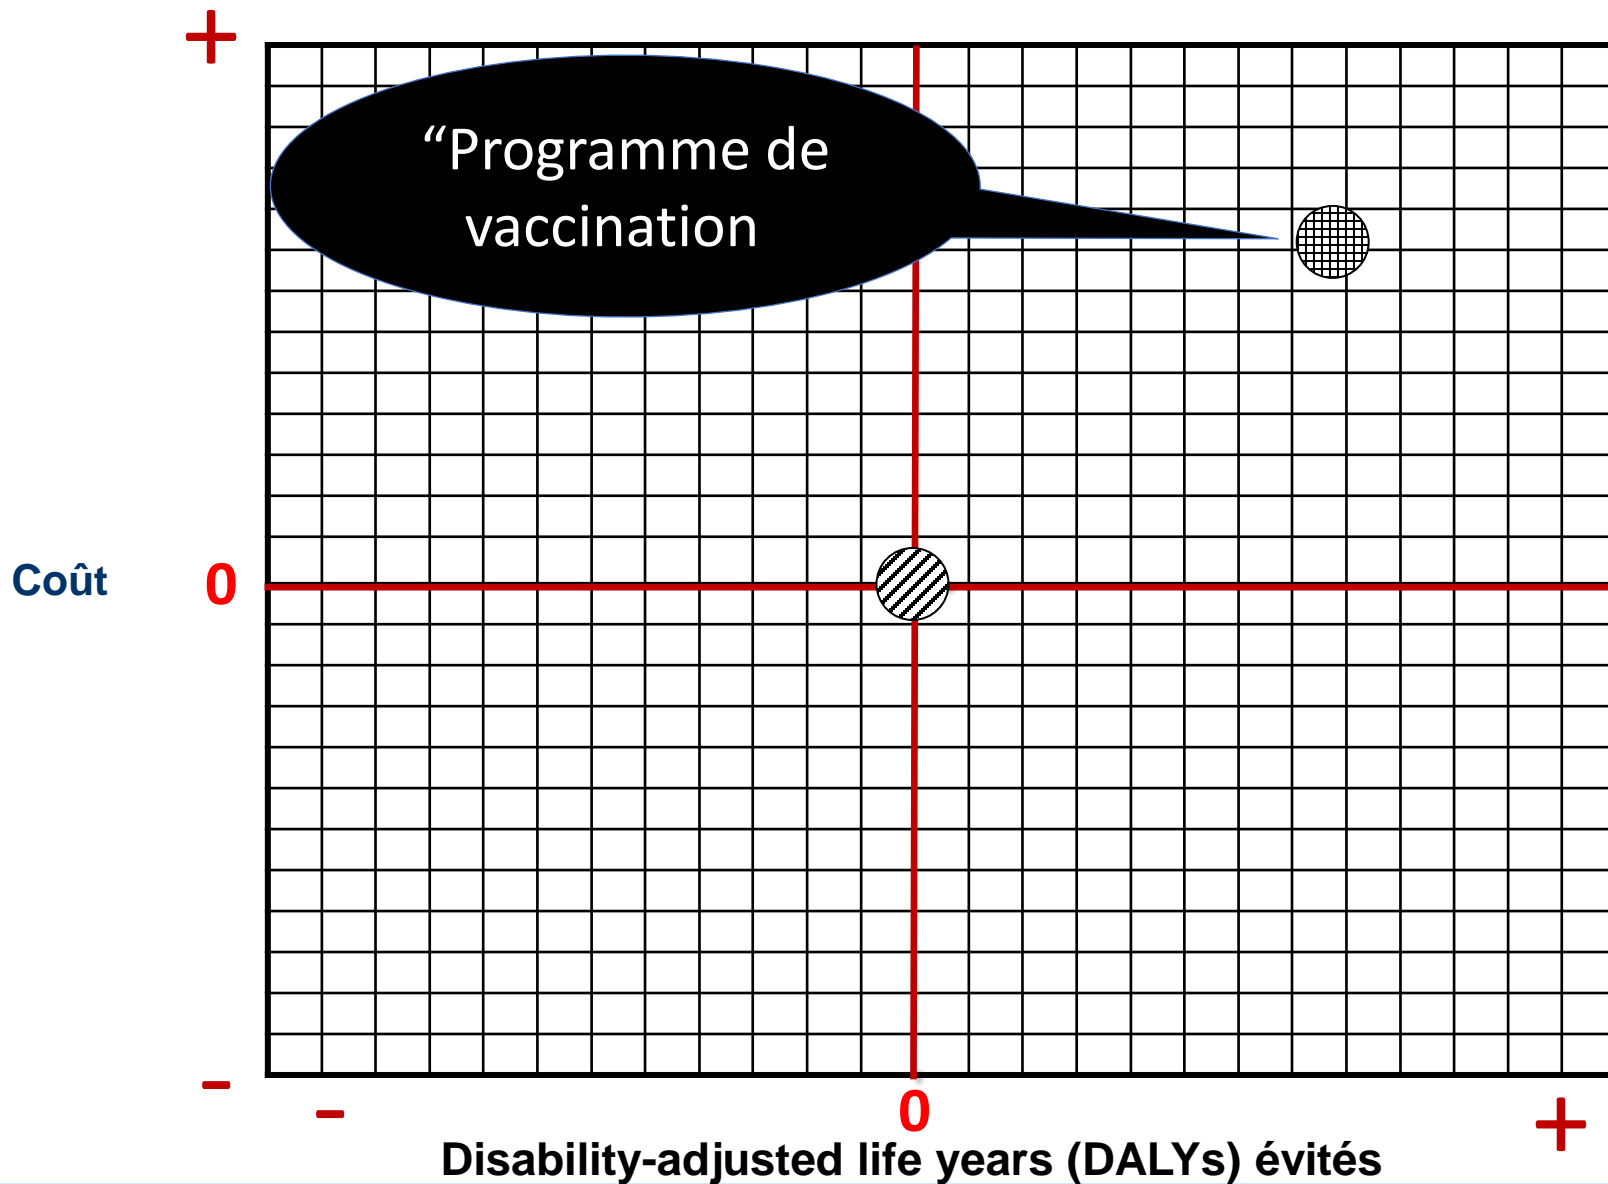 +
“Programme de
vaccination
Coût
0
-
-
0
+
Disability-adjusted life years (DALYs) évités